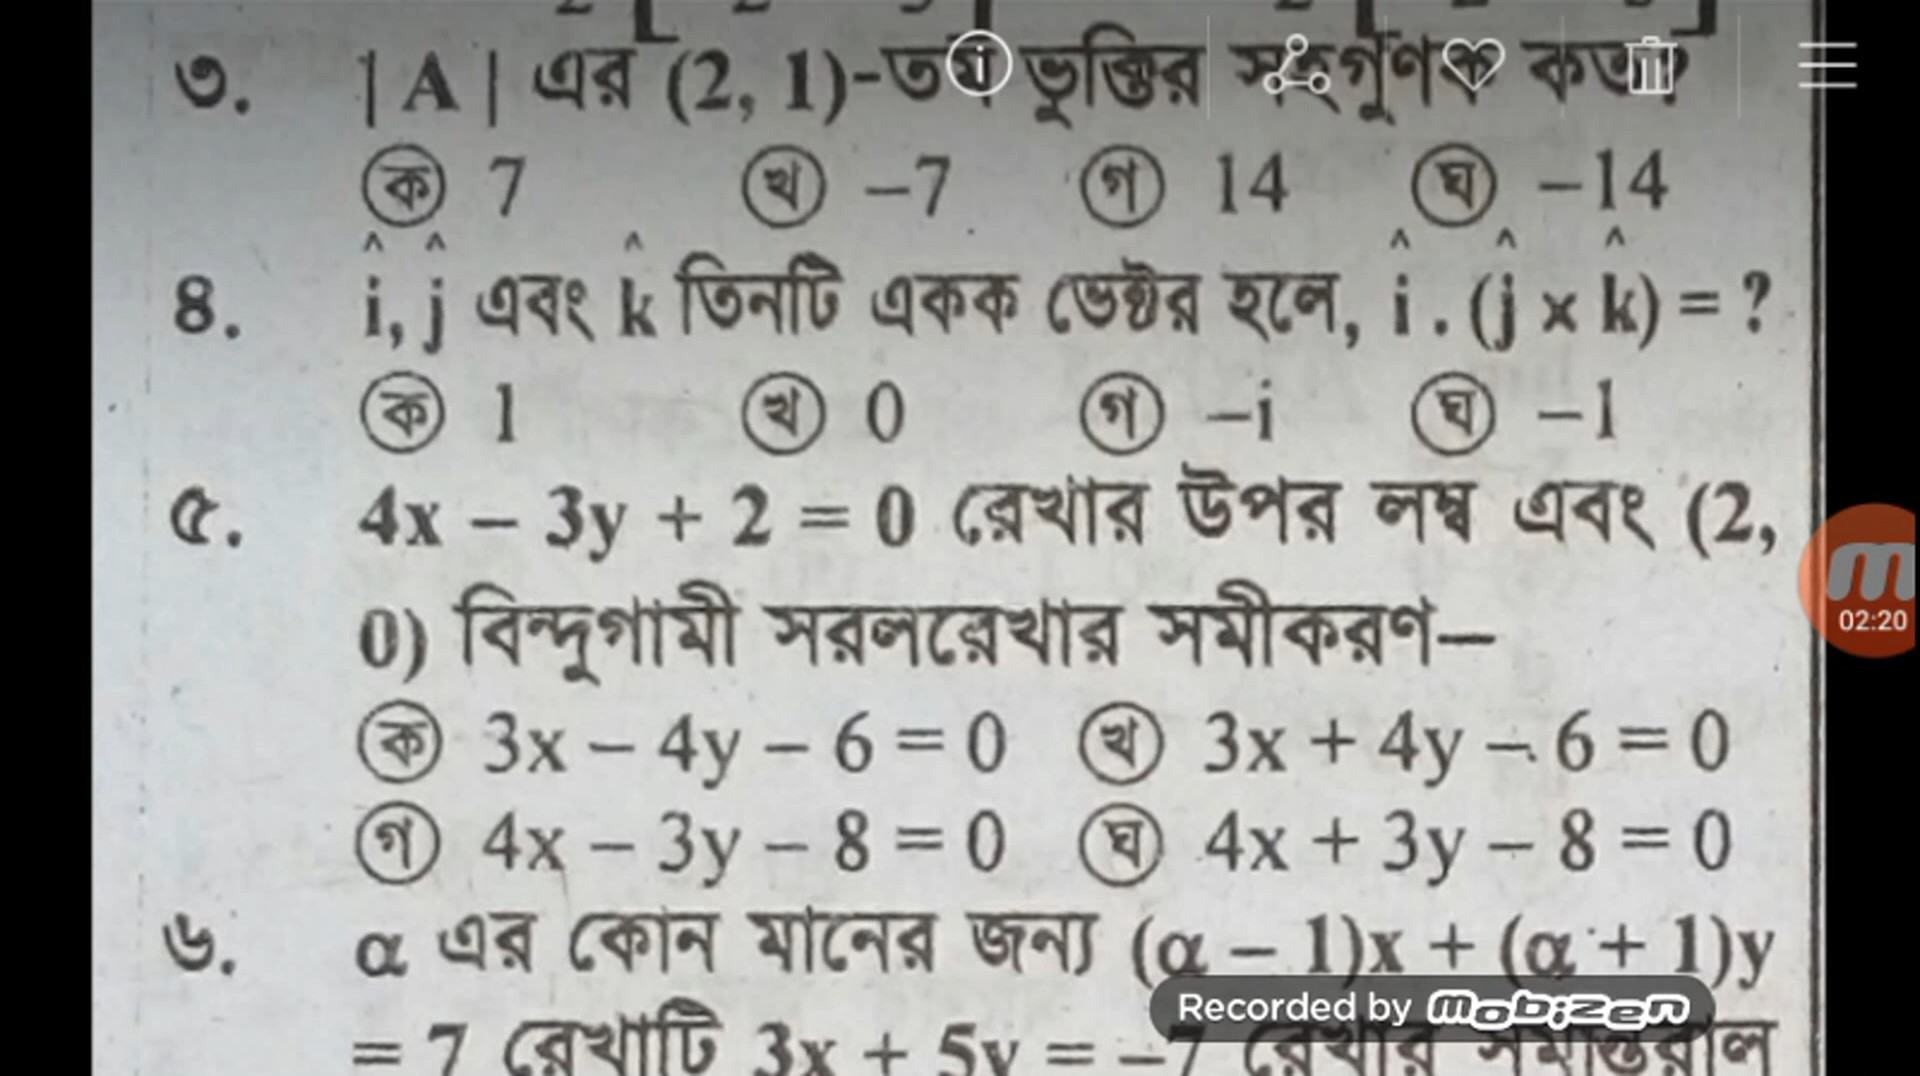 ৩. | A | এর (2, 1)-তম ভুক্তির সহগুণক কত?
ক 7 খ –7 গ 14 ঘ –14
৪. î, ĵ এবং k̂ তিনটি একক ভেক্টর হলে, î . (ĵ × k̂) = ?
ক 1 খ 0 গ –i ঘ –1
৫. 4x – 3y + 2 = 0 রেখার উপর লম্ব এবং (2,
0) বিন্দুগামী সরলরেখার সমীকরণ—
ক 3x – 4y – 6 = 0 খ 3x + 4y – 6 = 0
গ 4x – 3y – 8 = 0 ঘ 4x + 3y – 8 = 0
৬. α এর কোন মানের জন্য (α – 1)x + (α + 1)y
= 7 রেখাটি 3x + 5y = –7 রেখার সমান্তরাল
02:20
Recorded by mobizen